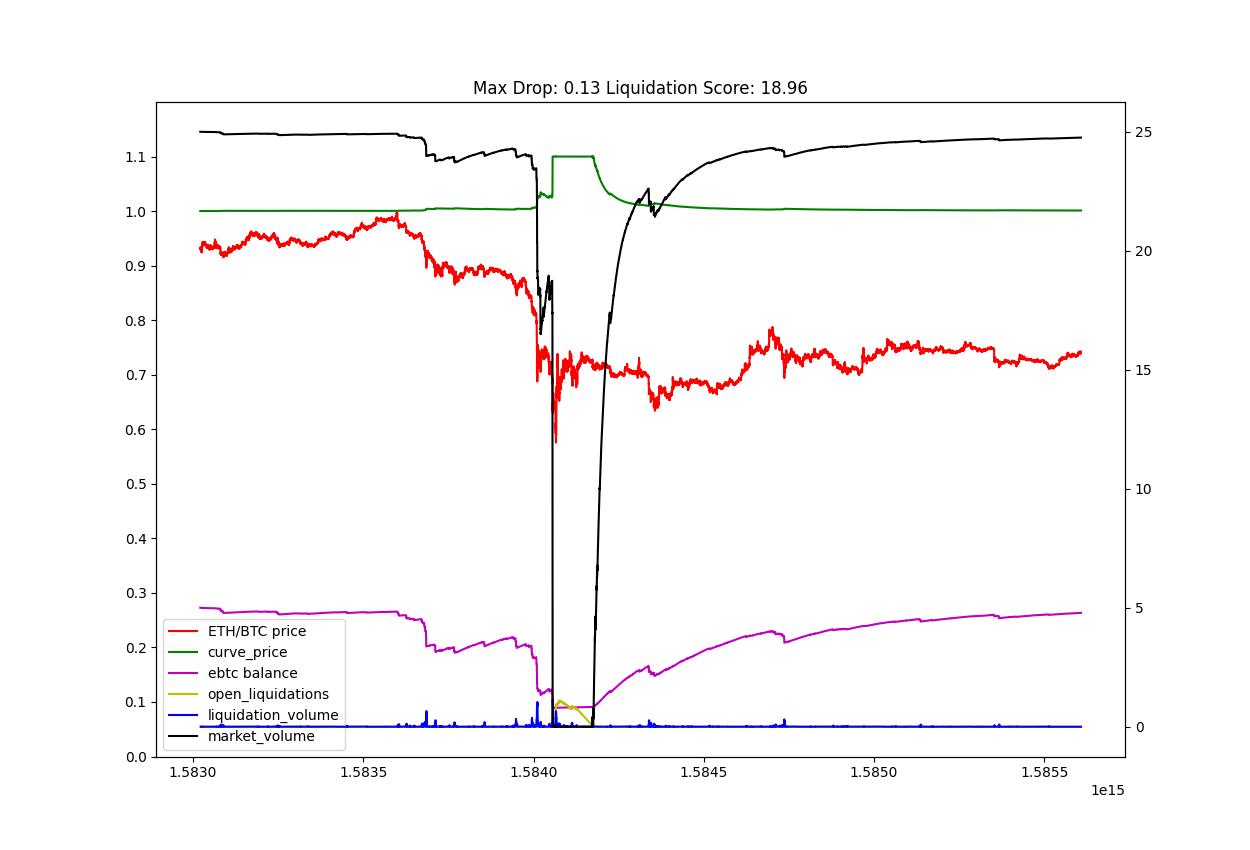 Max Drop: 0.13 Liquidation Score: 18.96
1.1
1.0
0.9
0.8
0.7
0.6
0.5
0.4
0.3
0.2
0.1
0.0
25
20
15
10
5
0
ETH/BTC price
curve_price
ebtc balance
open_liquidations
liquidation_volume
market_volume
1.5830 1.5835 1.5840 1.5845 1.5850 1.5855
1e15